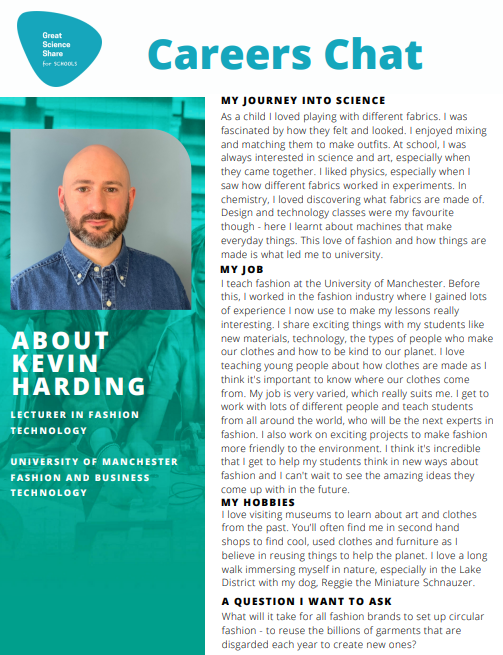 Great
Science
Share
for SCHOOLS
Careers Chat
ABOUT
KEVIN
HARDING
LECTURER IN FASHION
TECHNOLOGY
UNIVERSITY OF MANCHESTER
FASHION AND BUSINESS
TECHNOLOGY
MY JOURNEY INTO SCIENCE
As a child I loved playing with different fabrics. I was
fascinated by how they felt and looked. I enjoyed mixing
and matching them to make outfits. At school, I was
always interested in science and art, especially when
they came together. I liked physics, especially when I
saw how different fabrics worked in experiments. In
chemistry, I loved discovering what fabrics are made of.
Design and technology classes were my favourite
though - here I learnt about machines that make
everyday things. This love of fashion and how things are
made is what led me to university.
MY JOB
I teach fashion at the University of Manchester. Before
this, I worked in the fashion industry where I gained lots
of experience I now use to make my lessons really
interesting. I share exciting things with my students like
new materials, technology, the types of people who make
our clothes and how to be kind to our planet. I love
teaching young people about how clothes are made as I
think it's important to know where our clothes come
from. My job is very varied, which really suits me. I get to
work with lots of different people and teach students
from all around the world, who will be the next experts in
fashion. I also work on exciting projects to make fashion
more friendly to the environment. I think it's incredible
that I get to help my students think in new ways about
fashion and I can't wait to see the amazing ideas they
come up with in the future.
MY HOBBIES
I love visiting museums to learn about art and clothes
from the past. You'll often find me in second hand
shops to find cool, used clothes and furniture as I
believe in reusing things to help the planet. I love a long
walk immersing myself in nature, especially in the Lake
District with my dog, Reggie the Miniature Schnauzer.
A QUESTION I WANT TO ASK
What will it take for all fashion brands to set up circular
fashion - to reuse the billions of garments that are
disgarded each year to create new ones?